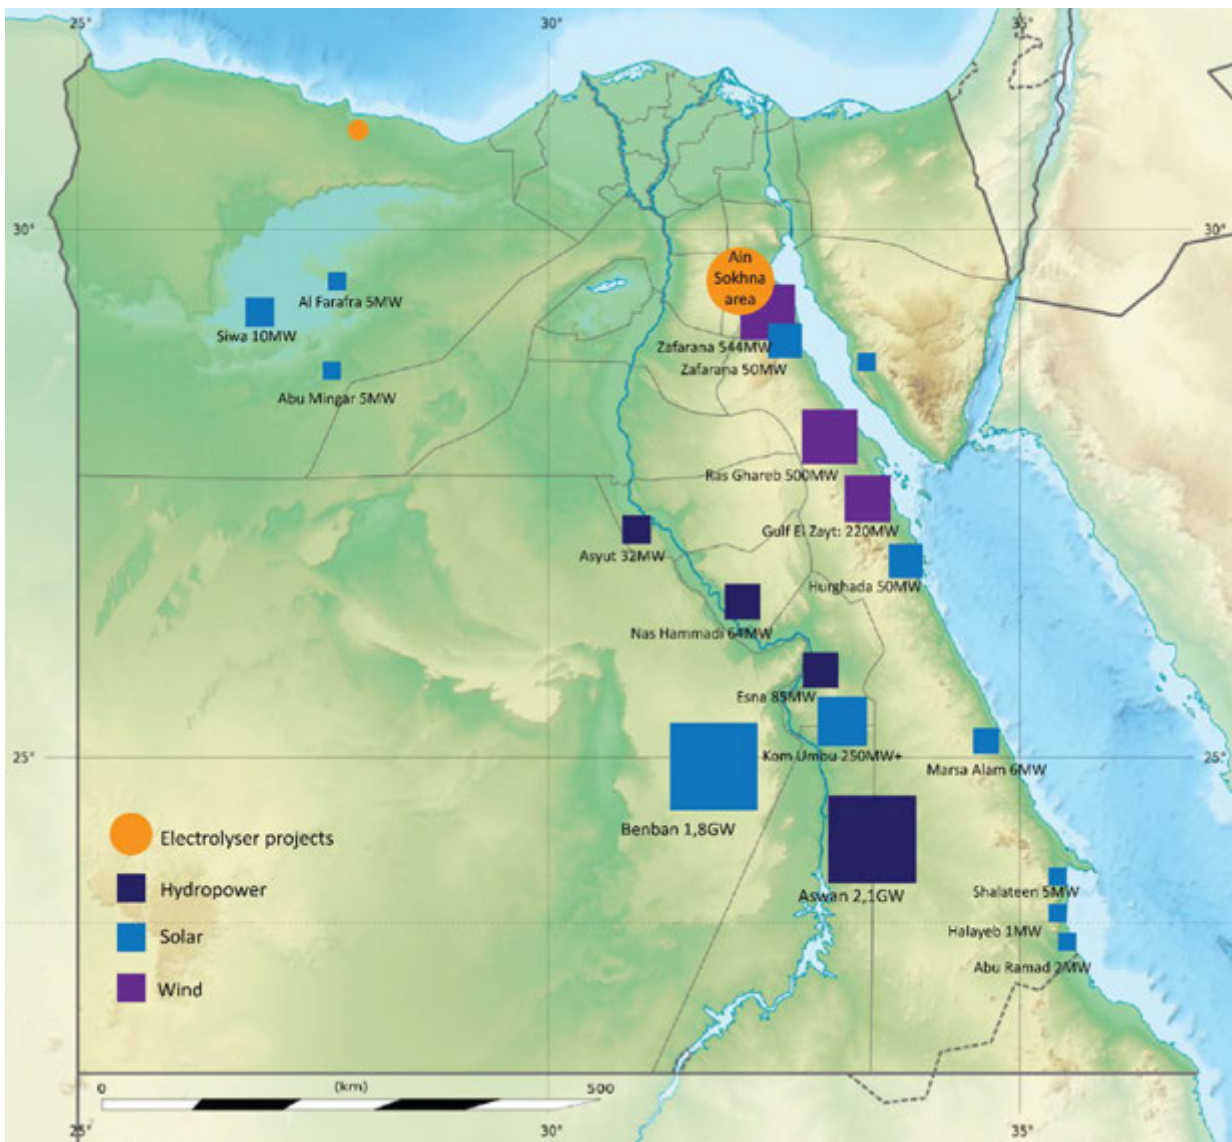 25°
30°
35°
30°
30°
Ain
Sokhna
area
Al Farafra 5MW
Siwa 10MW
Zafarana 544MW
Zafarana 50MW
Abu Mingar 5MW
Ras Ghareb 500MW
Gulf El Zayt: 220MW
Asyut 32MW
Hurghada 50MW
Nas Hammadi 64MW
Esna 85MW
Kom Umbu 250MW+
25°
25°
Marsa Alam 6MW
Benban 1,8GW
Electrolyser projects
Hydropower
Aswan 2,1GW
Shalateen 5MW
Solar
Halayeb 1MW
Abu Ramad 2MW
Wind
0
(km)
500
25°
30°
35°